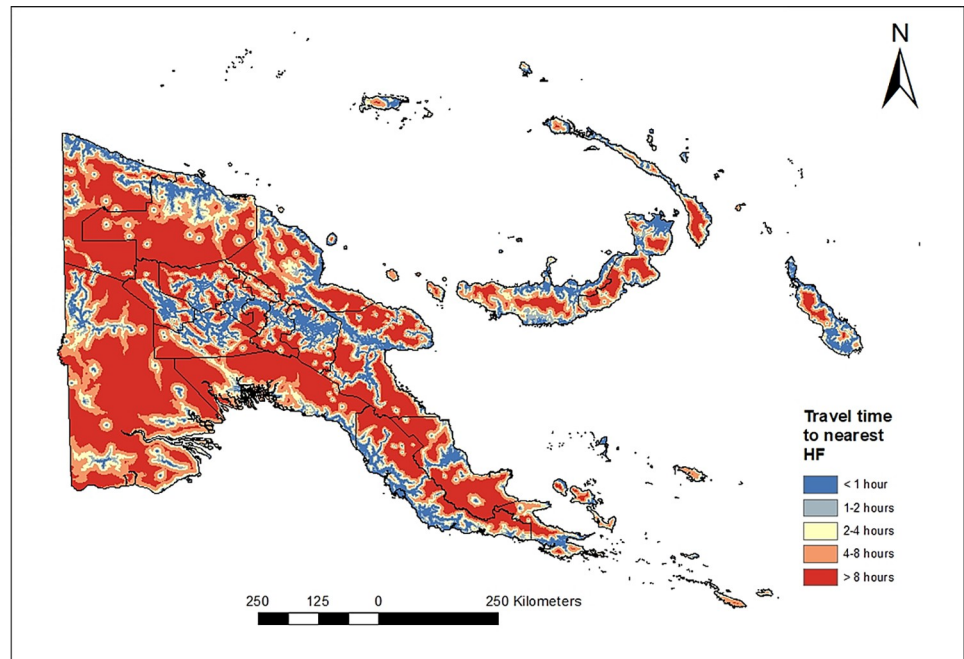 N
Travel time
to nearest
HF
< 1 hour
1-2 hours
2-4 hours
4-8 hours
> 8 hours
250 125 0 250 Kilometers